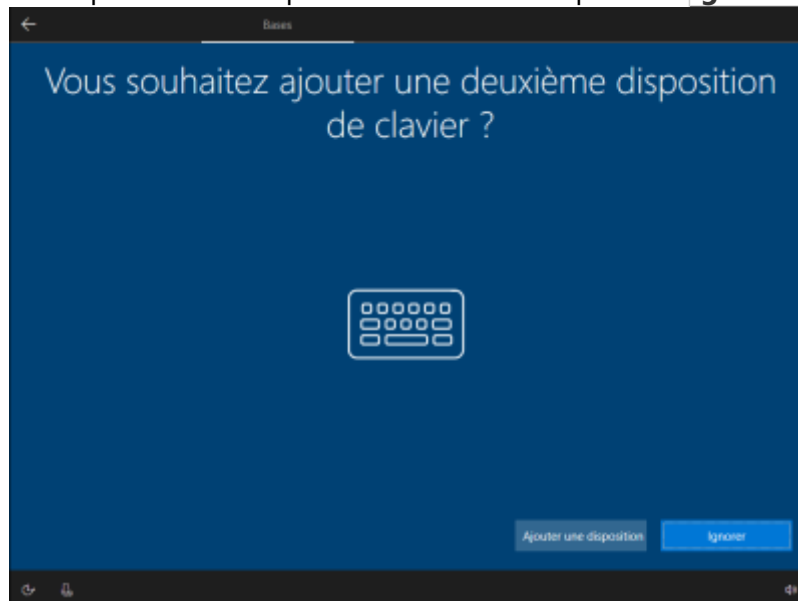 Bases
Vous souhaitez ajouter une deuxième disposition
de clavier ?
Ajouter une disposition
Ignorer